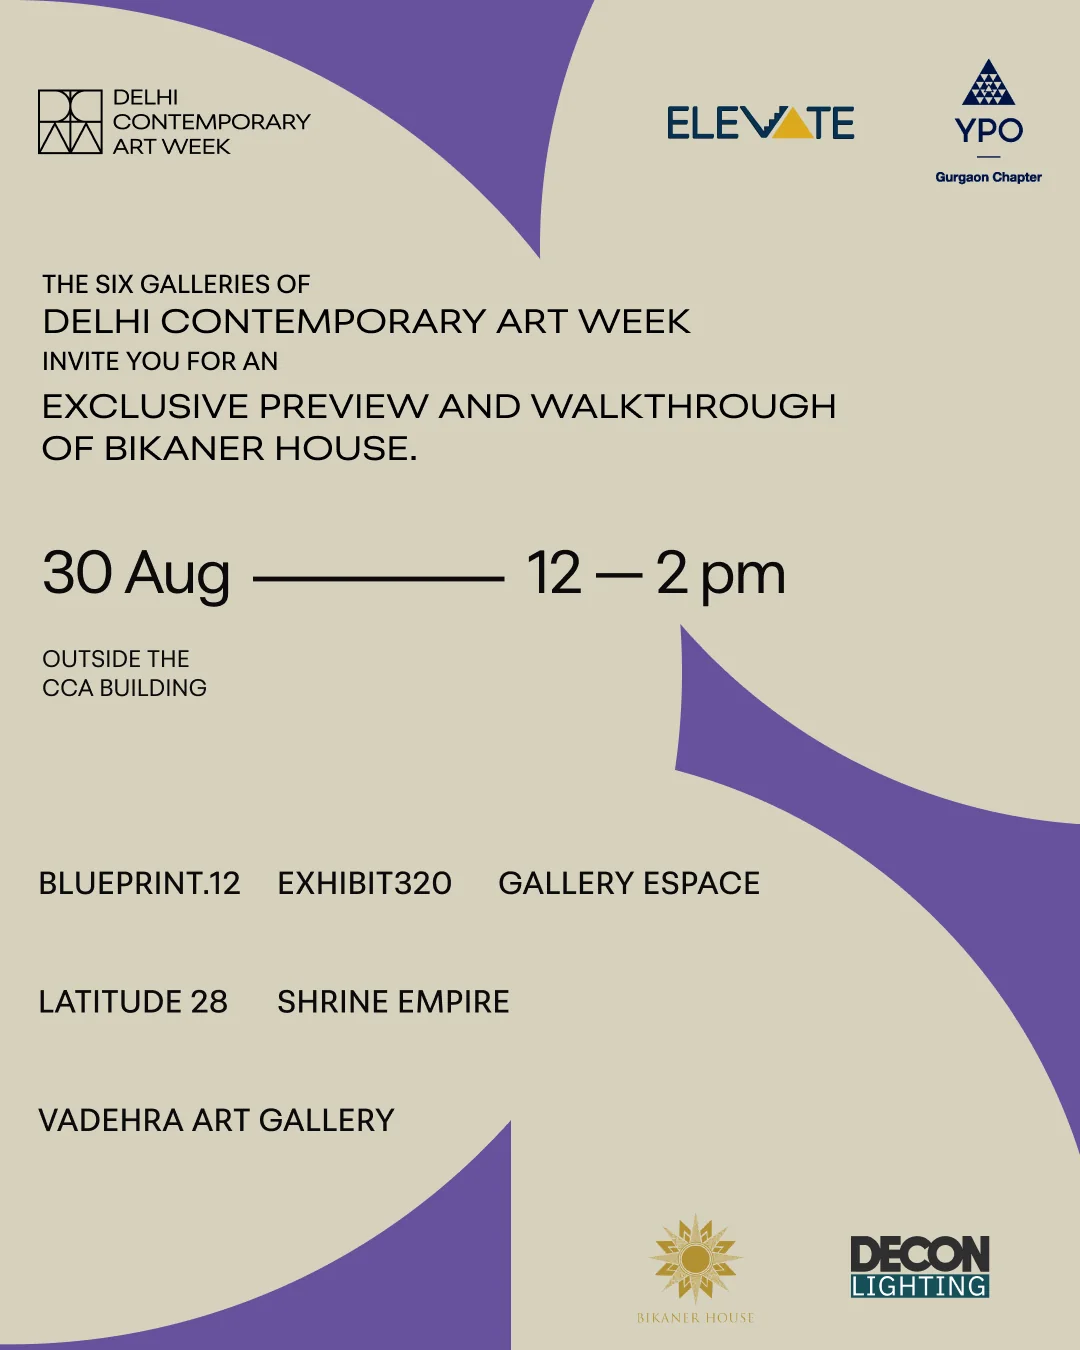 DELHI
CONTEMPORARY
ART WEEK
ELEVATE
YPO
Gurgaon Chapter
THE SIX GALLERIES OF
DELHI CONTEMPORARY ART WEEK
INVITE YOU FOR AN
EXCLUSIVE PREVIEW AND WALKTHROUGH
OF BIKANER HOUSE.
30 Aug — 12 — 2 pm
OUTSIDE THE
CCA BUILDING
BLUEPRINT.12 EXHIBIT320 GALLERY ESPACE
LATITUDE 28 SHRINE EMPIRE
VADEHRA ART GALLERY
BIKANER HOUSE
DECON
LIGHTING